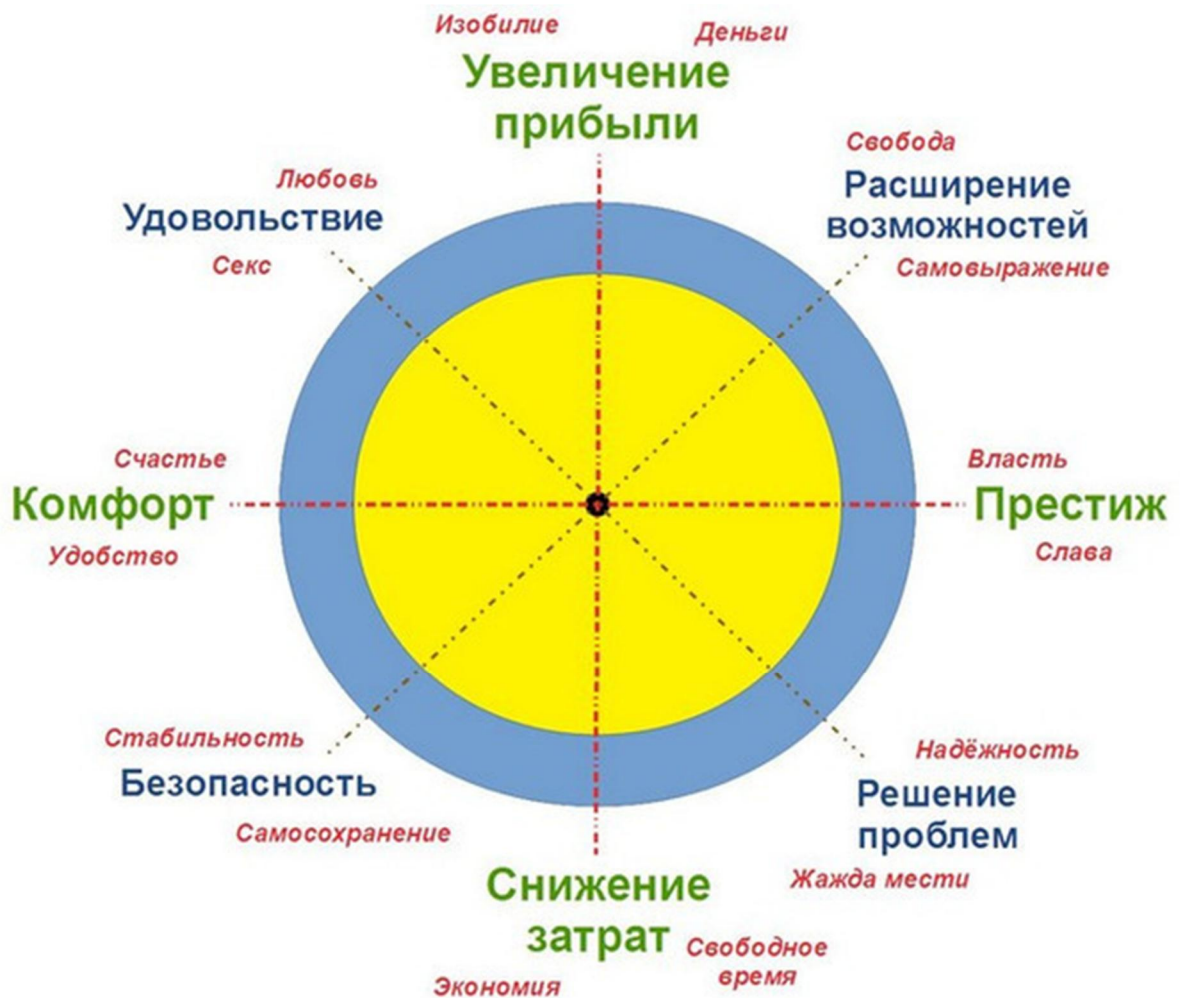 Изобилие
Деньги
Увеличение
прибыли
Свобода
Расширение
возможностей
Самовыражение
Любовь
Удовольствие
Секс
Счастье
Комфорт
Удобство
Власть
Престиж
Слава
Стабильность
Безопасность
Самосохранение
Надёжность
Решение
проблем
Жажда мести
Снижение
затрат
Свободное
время
Экономия